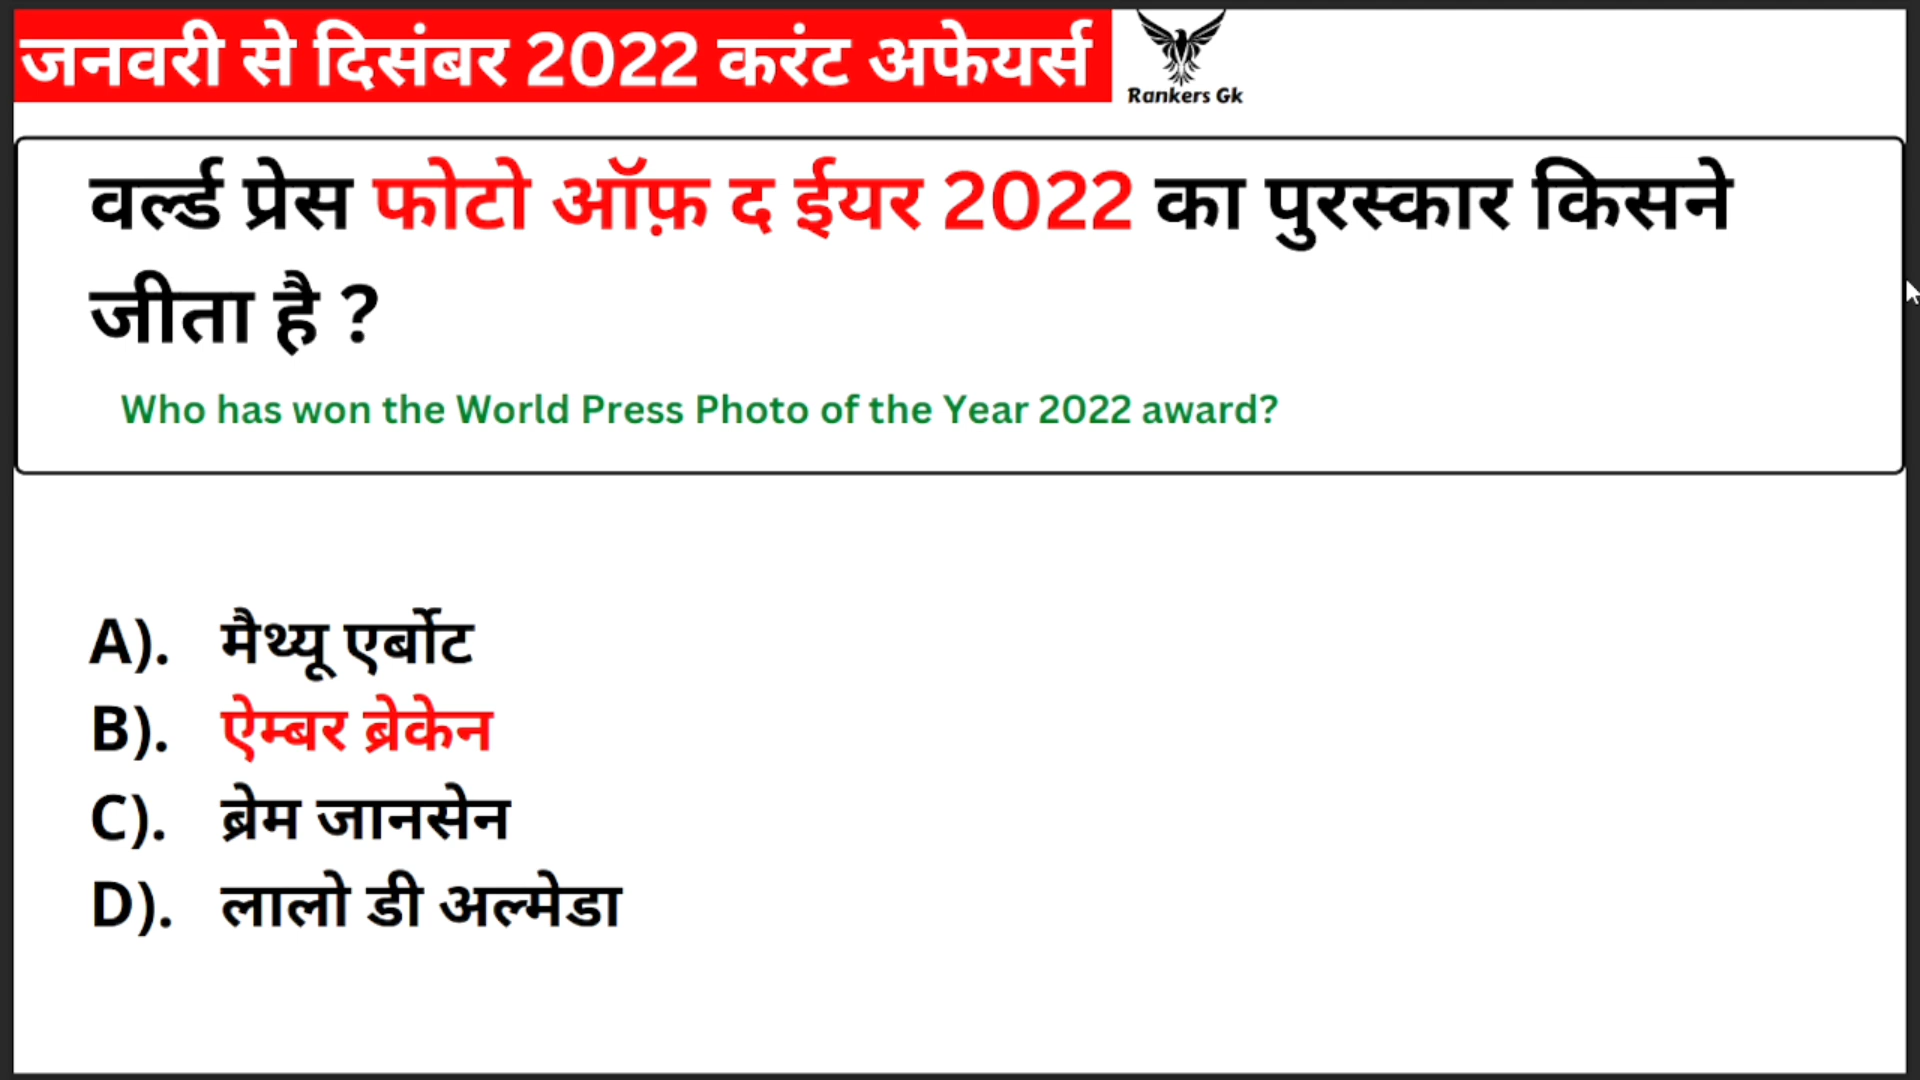 जनवरी से दिसंबर 2022 करंट अफेयर्स
Rankers Gk
वर्ल्ड प्रेस फोटो ऑफ़ द ईयर 2022 का पुरस्कार किसने
जीता है ?
Who has won the World Press Photo of the Year 2022 award?
A). मैथ्यू एर्बोट
B). ऐम्बर ब्रेकेन
C). ब्रेम जानसेन
D). लालो डी अल्मेडा